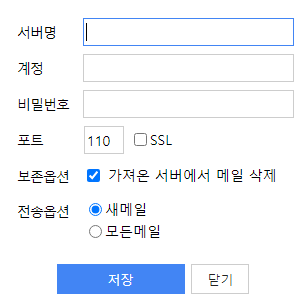 서버명
계정
비밀번호
포트 110 SSL
보존옵션 가져온 서버에서 메일 삭제
전송옵션 새메일
모든메일
저장 닫기